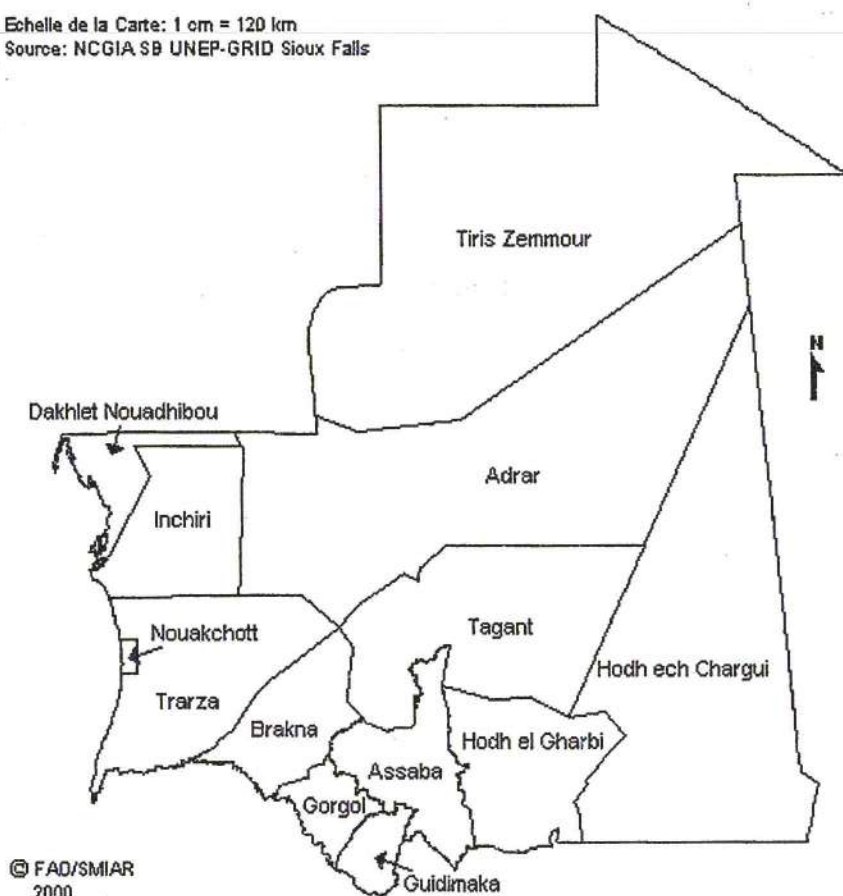 Echelle de la Carte: 1 cm = 120 km
Source: NCGIA SB UNEP-GRID Sioux Falls
Tiris Zemmour
N
Dakhlet Nouadhibou
Adrar
Inchiri
Nouakchott
Tagant
Hodh ech Chargui
Trarza
Brakna
Hodh el Gharbi
Assaba
Gorgol
Guidimaka
© FAO/SMIAR
2000